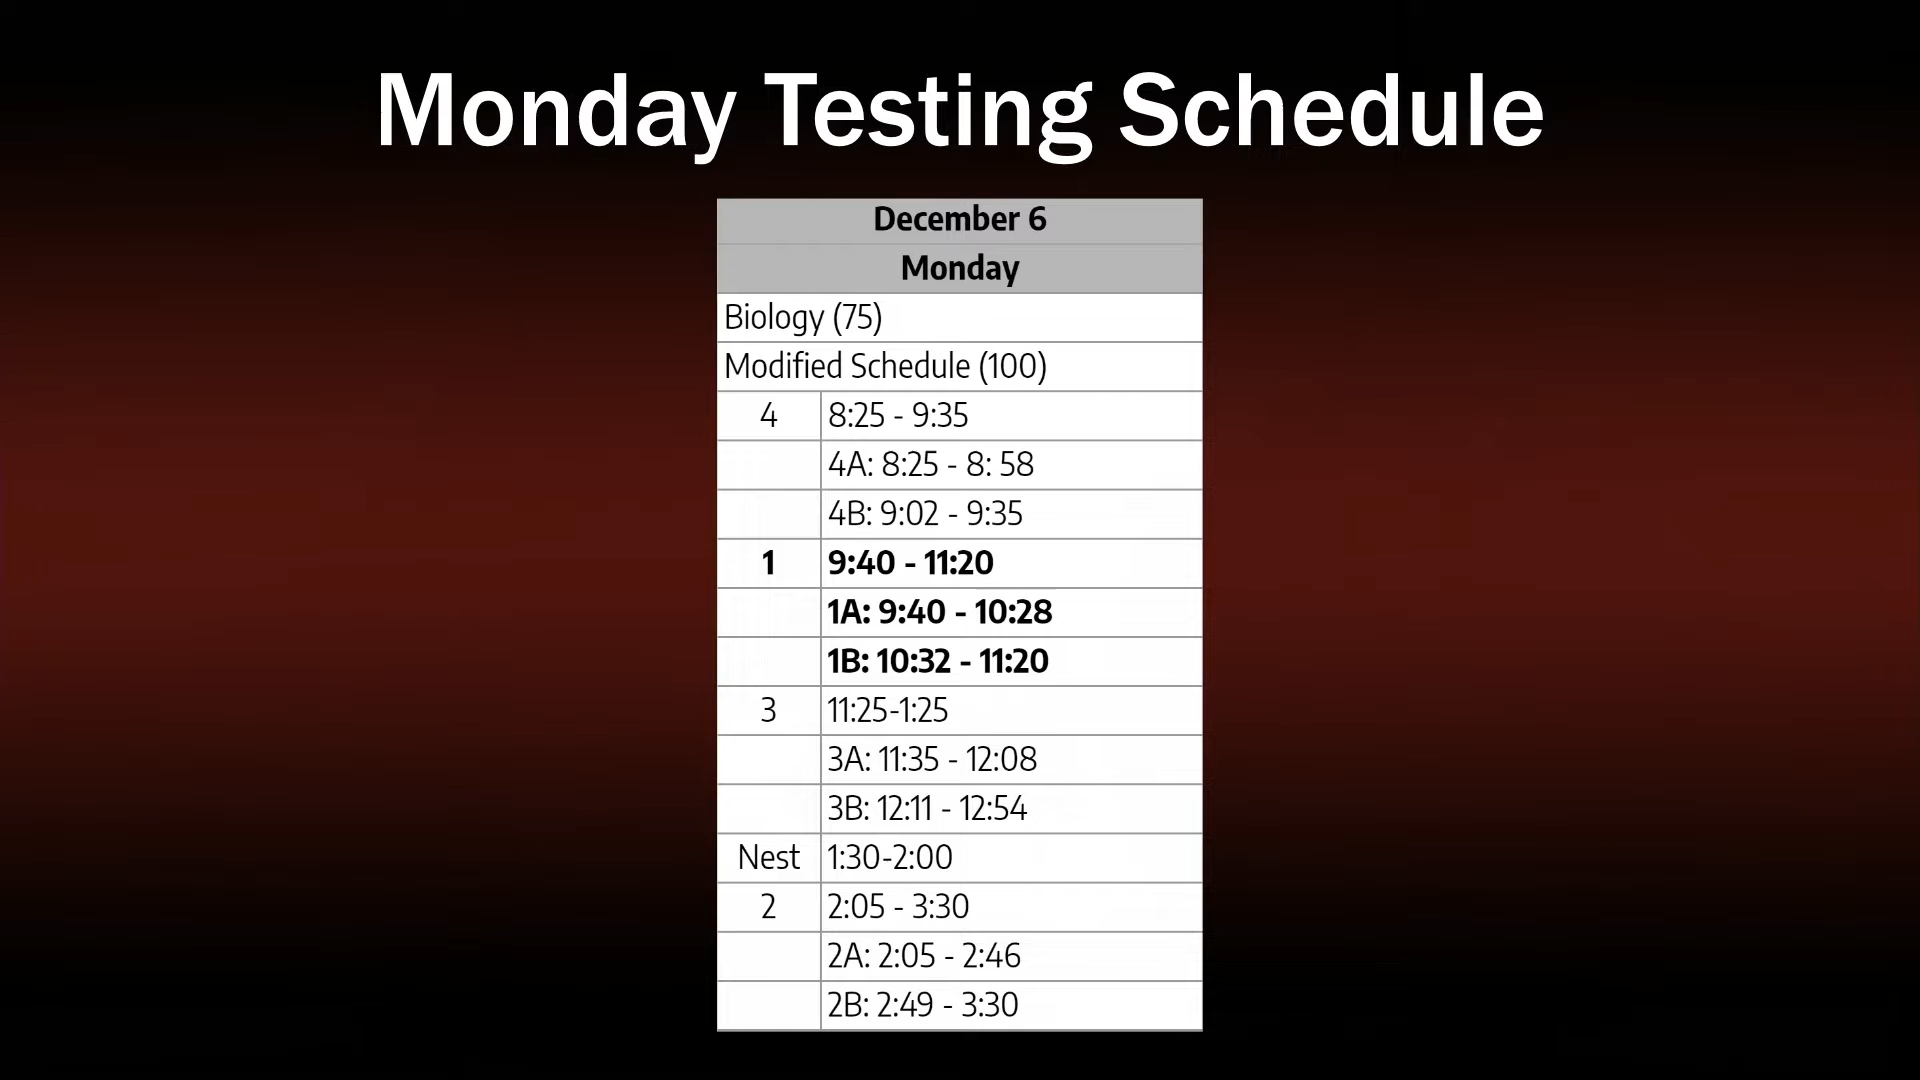 Monday Testing Schedule
December 6
Monday
Biology (75)
Modified Schedule (100)
4 8:25 - 9:35
4A: 8:25 - 8: 58
4B: 9:02 - 9:35
1 9:40 - 11:20
1A: 9:40 - 10:28
1B: 10:32 - 11:20
3 11:25-1:25
3A: 11:35 - 12:08
3B: 12:11 - 12:54
Nest 1:30-2:00
2 2:05 - 3:30
2A: 2:05 - 2:46
2B: 2:49 - 3:30